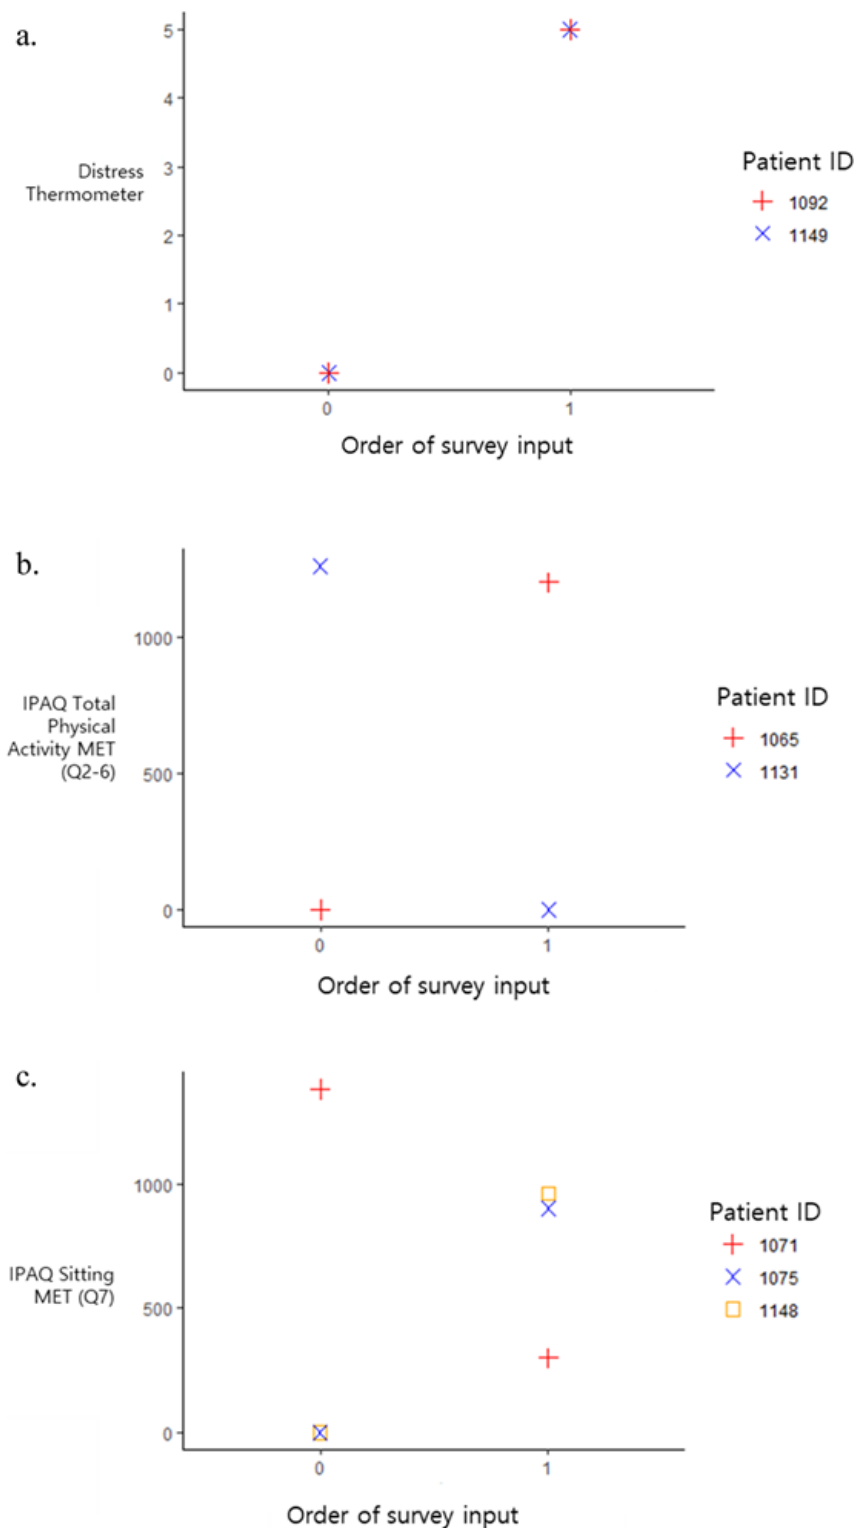 a.
5
4
3
2
1
0
Distress
Thermometer
0
1
Order of survey input
Patient ID
1092
1149
b.
1000
500
0
IPAQ Total
Physical
Activity MET
(Q2-6)
0
1
Order of survey input
Patient ID
1065
1131
c.
1000
500
0
IPAQ Sitting
MET (Q7)
0
1
Order of survey input
Patient ID
1071
1075
1148